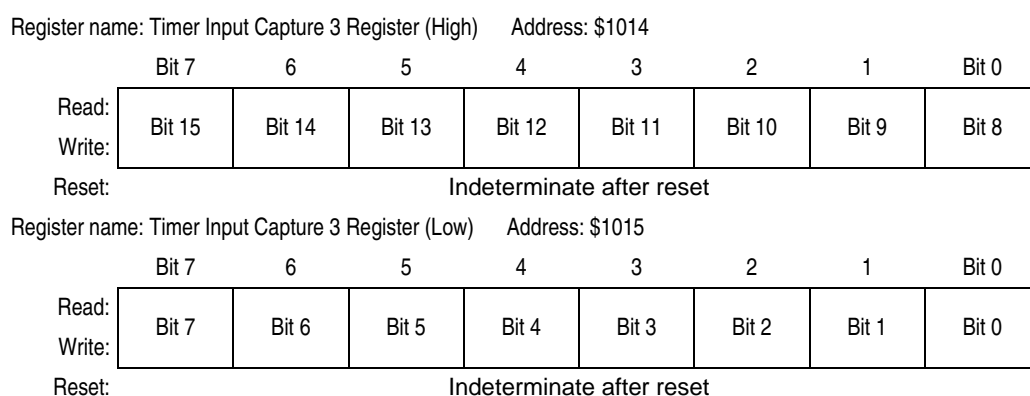 Register name: Timer Input Capture 3 Register (High) Address: $1014
Bit 7 6 5 4 3 2 1 Bit 0
Read:
Bit 15 Bit 14 Bit 13 Bit 12 Bit 11 Bit 10 Bit 9 Bit 8
Write:
Reset: Indeterminate after reset
Register name: Timer Input Capture 3 Register (Low) Address: $1015
Bit 7 6 5 4 3 2 1 Bit 0
Read:
Bit 7 Bit 6 Bit 5 Bit 4 Bit 3 Bit 2 Bit 1 Bit 0
Write:
Reset: Indeterminate after reset